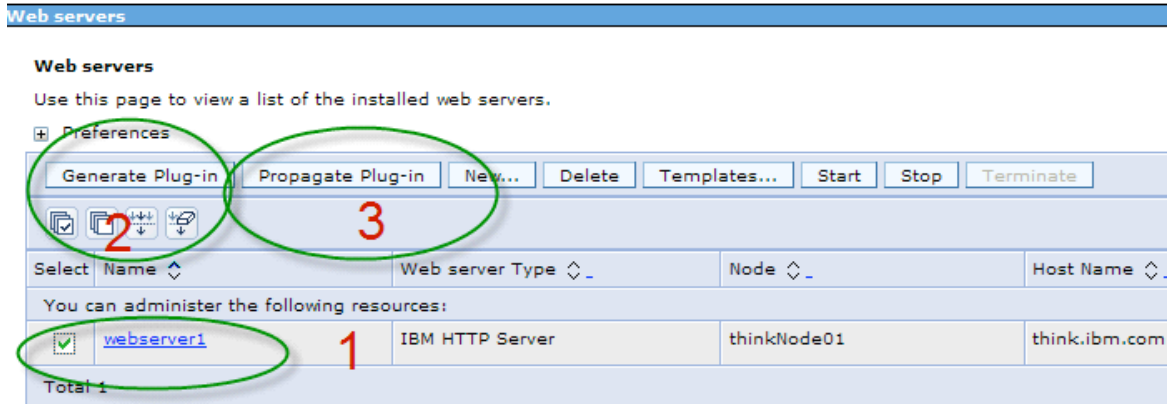 Web servers
Web servers
Use this page to view a list of the installed web servers.
Preferences
Generate Plug-in Propagate Plug-in New... Delete Templates... Start Stop Terminate
2 3
Select Name Web server Type Node Host Name
You can administer the following resources:
webserver1 1 IBM HTTP Server thinkNode01 think.ibm.com
Total 1